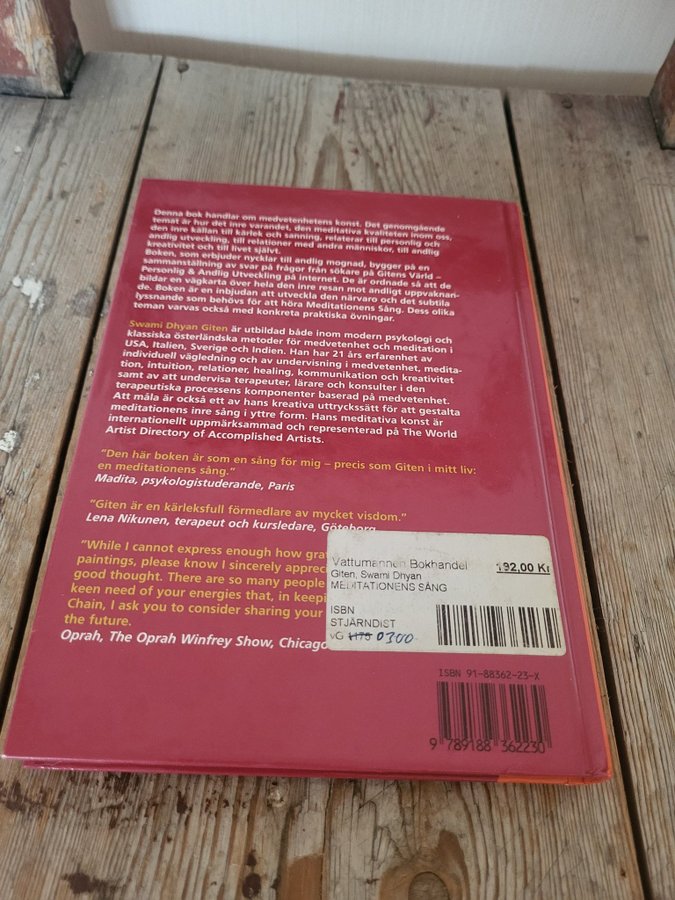 Denna bok handlar om medvetenhetens konst. Det genomgående
temat är hur det inre varandet, den meditativa kvaliteten inom oss,
den inre källan till kärlek och sanning, relaterar till personlig och
andlig utveckling, till relationer med andra människor, till andlig
kreativitet och till livet självt.
Boken, som erbjuder nycklar till andlig mognad, bygger på en
sammanställning av svar på frågor från sökare på Gitens Värld –
Personlig & Andlig Utveckling på internet. De är ordnade så att de
bildar en vägkarta över hela den inre resan mot andligt uppvaknan-
de. Boken är en inbjudan att utveckla den närvaro och det subtila
lyssnande som behövs för att höra Meditationens Sång. Dess olika
teman varvas också med konkreta praktiska övningar.
Swami Dhyan Giten är utbildad både inom modern psykologi och
klassiska österländska metoder för medvetenhet och meditation i
USA, Italien, Sverige och Indien. Han har 21 års erfarenhet av
individuell vägledning och av undervisning i medvetenhet, medita-
tion, intuition, relationer, healing, kommunikation och kreativitet
samt av att undervisa terapeuter, lärare och konsulter i den
terapeutiska processens komponenter baserad på medvetenhet.
Att måla är också ett av hans kreativa uttryckssätt för att gestalta
meditationens inre sång i yttre form. Hans meditativa konst är
internationellt uppmärksammad och representerad på The World
Artist Directory of Accomplished Artists.
"Den här boken är som en sång för mig – precis som Giten i mitt liv:
en meditationens sång."
Madita, psykologistuderande, Paris
"Giten är en kärleksfull förmedlare av mycket visdom."
Lena Nikunen, terapeut och kursledare, Göteborg
"While I cannot express enough how
paintings, please know I sincerely
good thought. There are so many people
keen need of your energies that, in
Chain, I ask you to consider sharing your
the future.
Oprah, The Oprah Winfrey Show, Chicago
Vattumannen Bokhandel 192,00 Kr
Giten, Swami Dhyan
MEDITATIONENS SÅNG
ISBN
STJÄRNDIST
vG 1175 0300
ISBN 91-88362-23-X
9 789188 362230